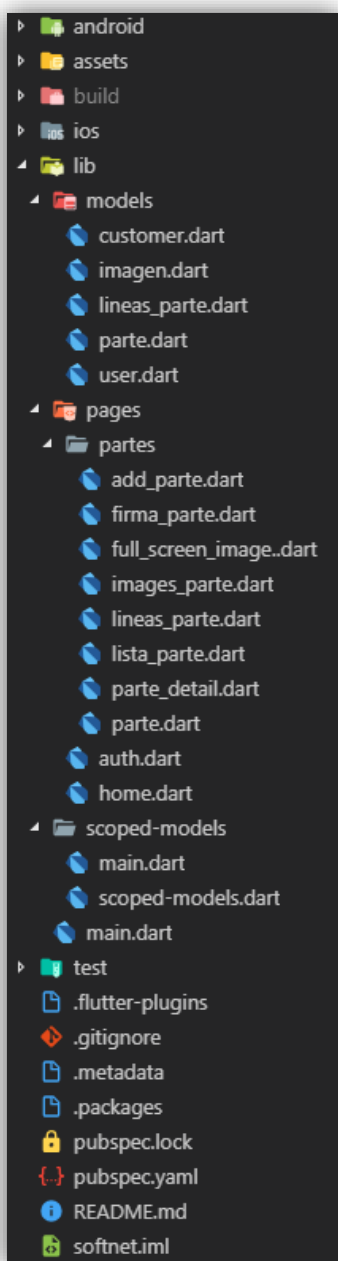 android
assets
build
iOS
ios
lib
models
customer.dart
imagen.dart
lineas_parte.dart
parte.dart
user.dart
pages
partes
add_parte.dart
firma_parte.dart
full_screen_image..dart
images_parte.dart
lineas_parte.dart
lista_parte.dart
parte_detail.dart
parte.dart
auth.dart
home.dart
scoped-models
main.dart
scoped-models.dart
main.dart
test
.flutter-plugins
.gitignore
.metadata
.packages
pubspec.lock
pubspec.yaml
README.md
softnet.iml